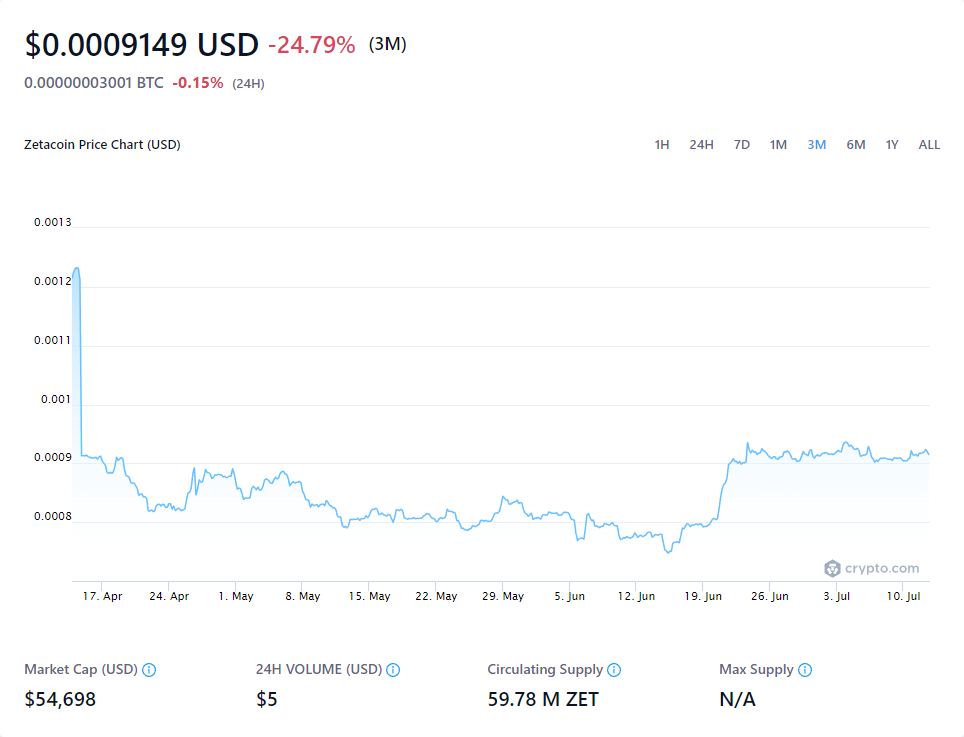 $0.0009149 USD -24.79% (3M)
0.00000003001 BTC -0.15% (24H)
Zetacoin Price Chart (USD)
1H 24H 7D 1M 3M 6M 1Y ALL
0.0013
0.0012
0.0011
0.001
0.0009
0.0008
crypto.com
17. Apr 24. Apr 1. May 8. May 15. May 22. May 29. May 5. Jun 12. Jun 19. Jun 26. Jun 3. Jul 10. Jul
Market Cap (USD) 24H VOLUME (USD) Circulating Supply Max Supply
$54,698 $5 59.78 M ZET N/A